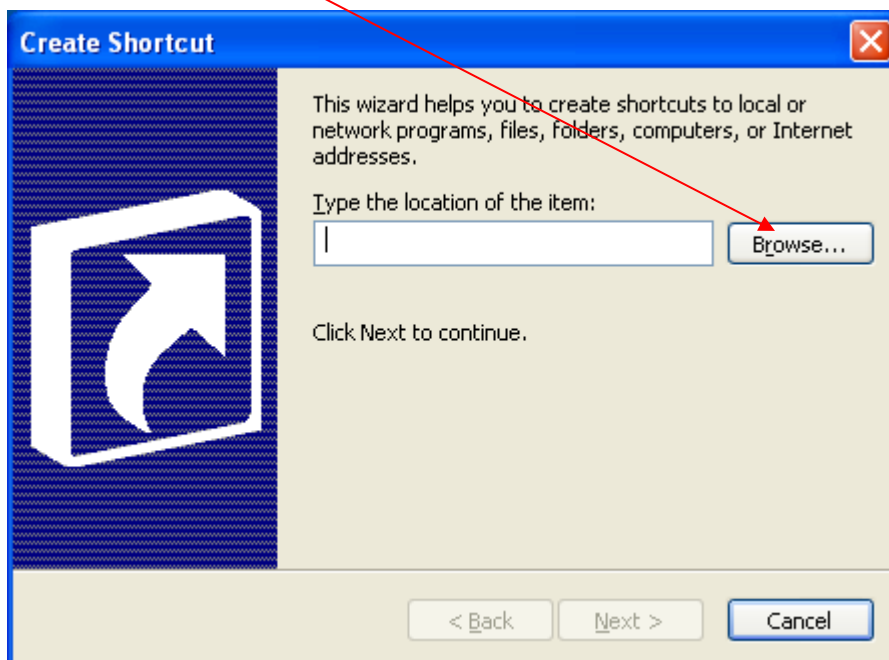 Create Shortcut
This wizard helps you to create shortcuts to local or
network programs, files, folders, computers, or Internet
addresses.
Type the location of the item:
Browse...
Click Next to continue.
< Back
Next >
Cancel